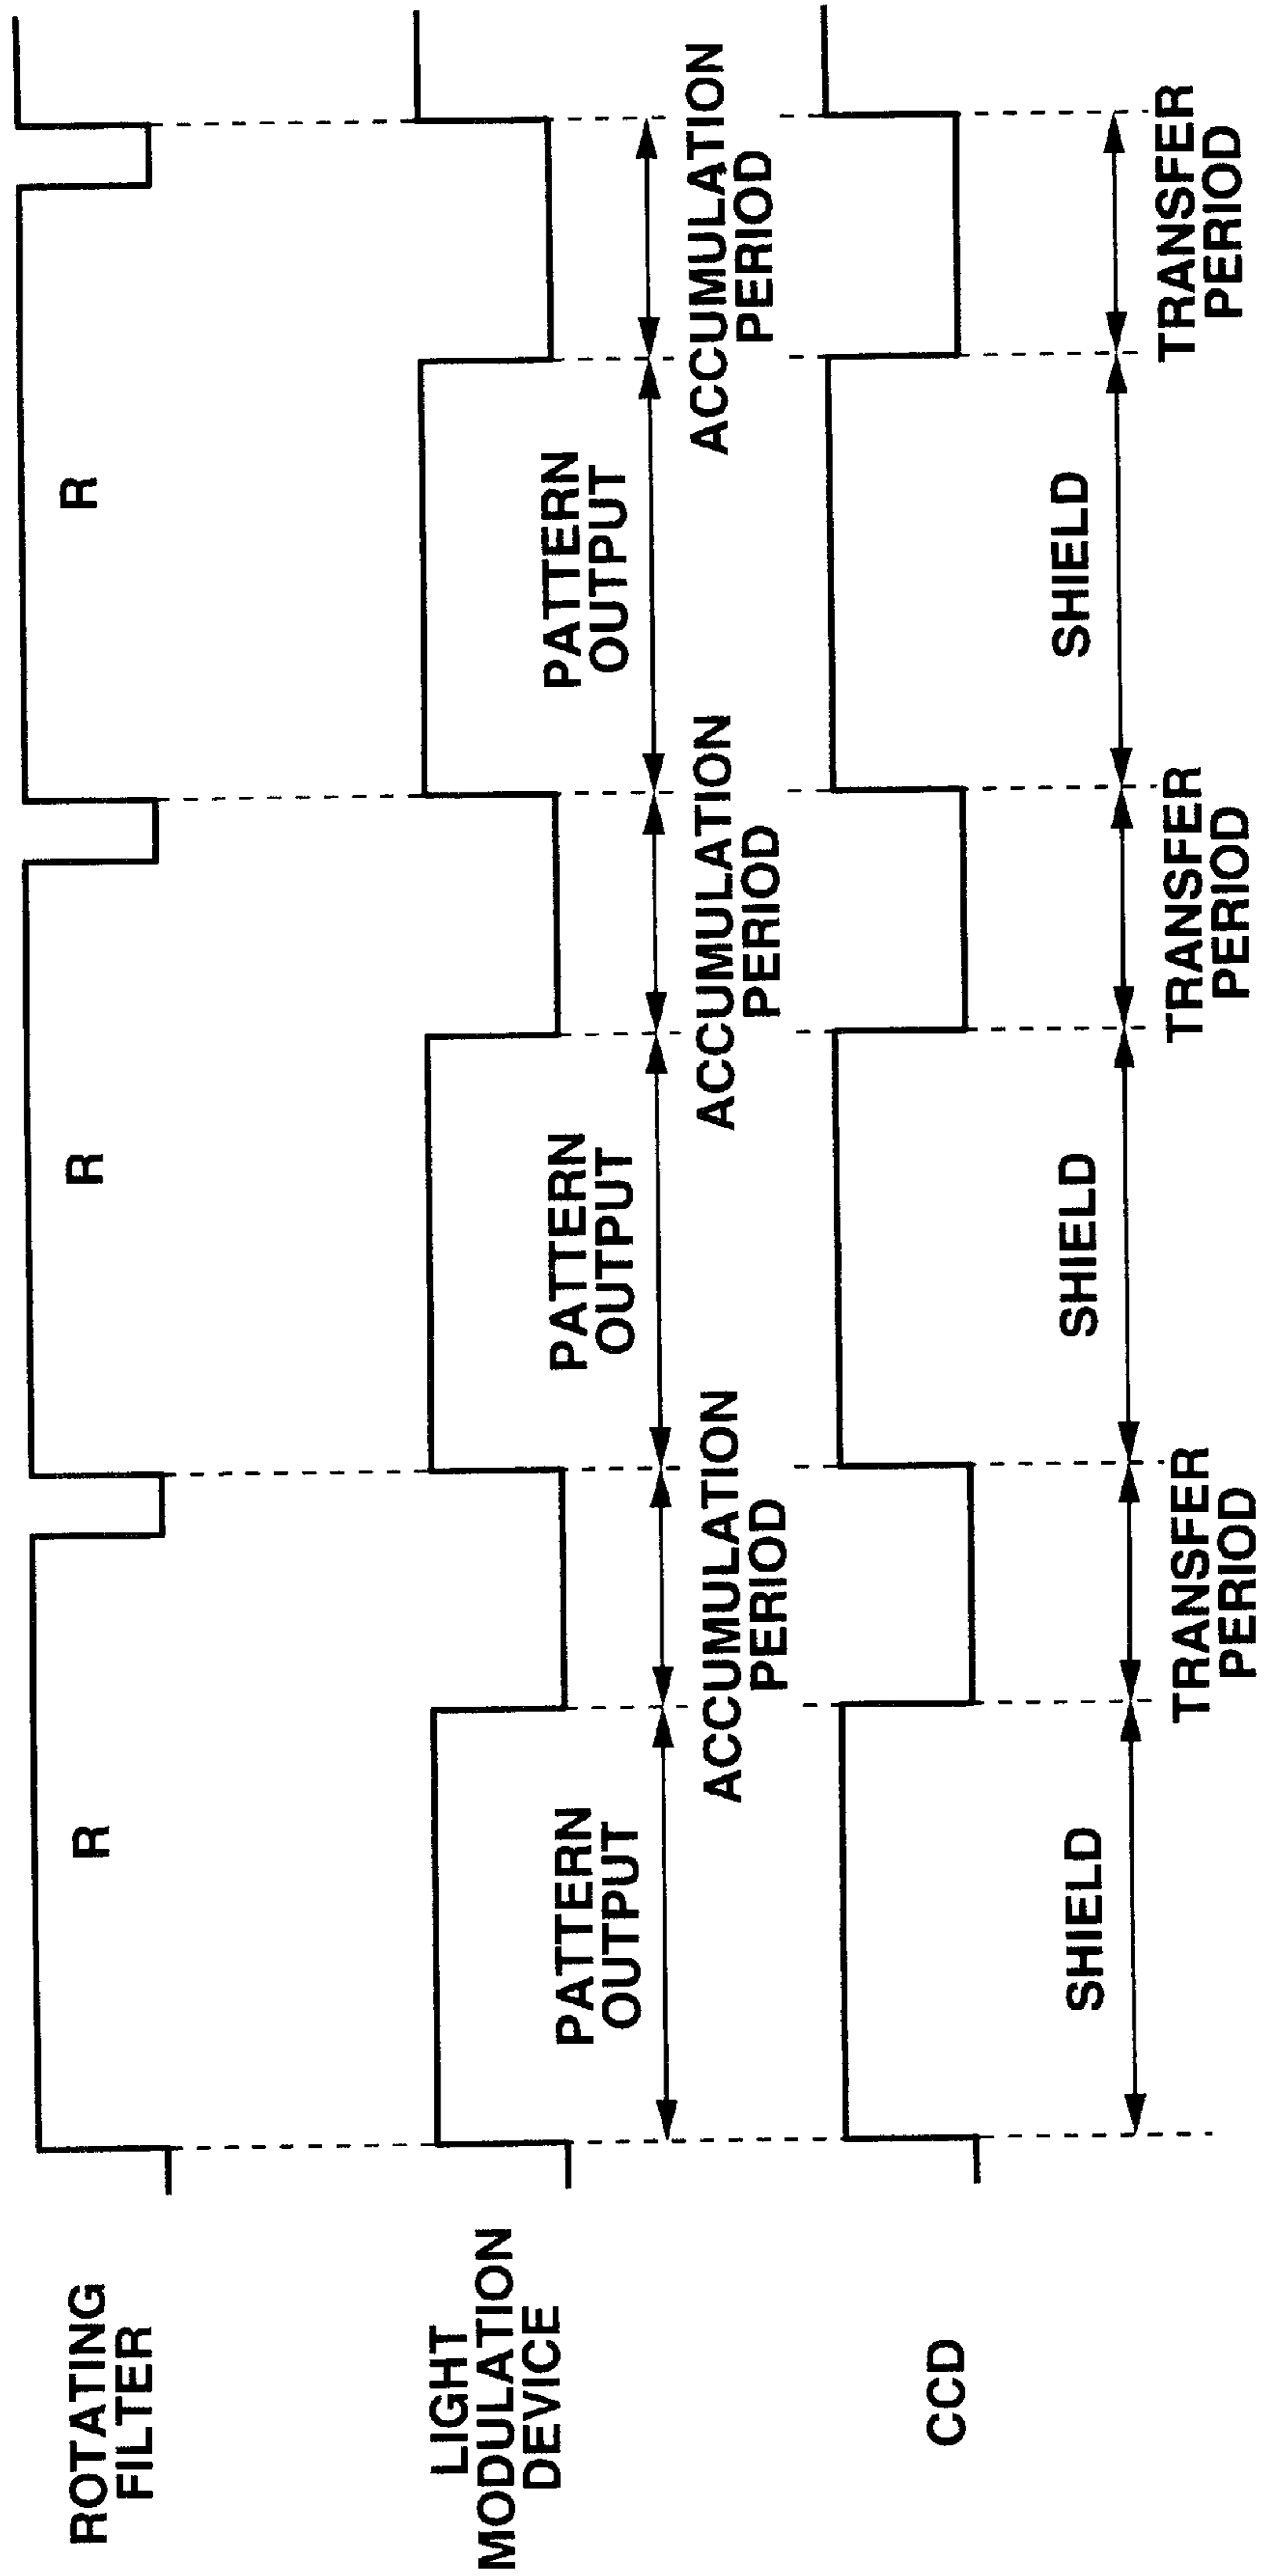 ROTATING
FILTER
R
R
R
LIGHT
MODULATION
DEVICE
PATTERN
OUTPUT
ACCUMULATION
PERIOD
PATTERN
OUTPUT
ACCUMULATION
PERIOD
PATTERN
OUTPUT
ACCUMULATION
PERIOD
CCD
SHIELD
TRANSFER
PERIOD
SHIELD
TRANSFER
PERIOD
SHIELD
TRANSFER
PERIOD